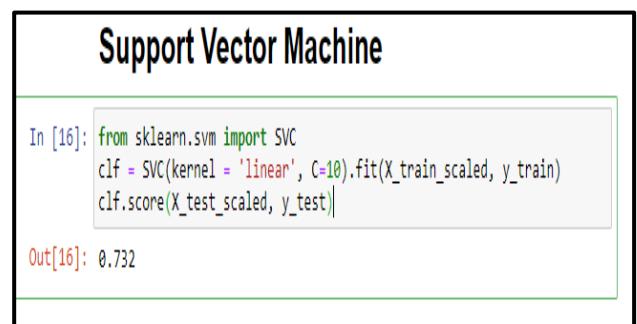 Support Vector Machine
In [16]: from sklearn.svm import SVC
clf = SVC(kernel = 'linear', C=10).fit(X_train_scaled, y_train)
clf.score(X_test_scaled, y_test)
Out[16]: 0.732